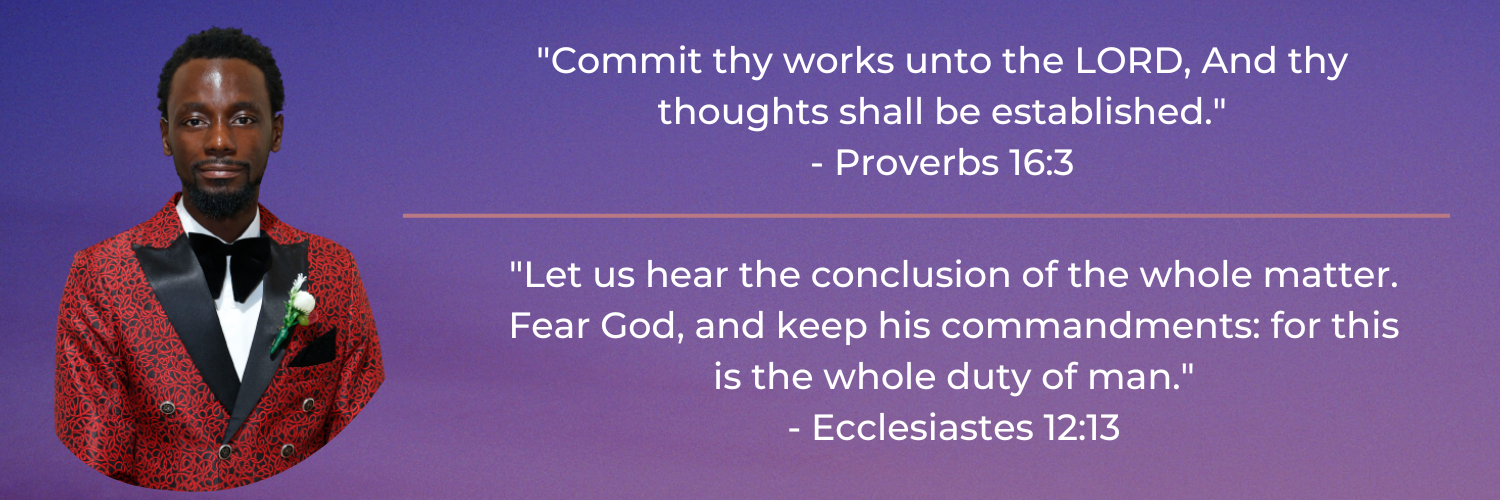 "Commit thy works unto the LORD, And thy
thoughts shall be established."
- Proverbs 16:3
"Let us hear the conclusion of the whole matter.
Fear God, and keep his commandments: for this
is the whole duty of man."
- Ecclesiastes 12:13